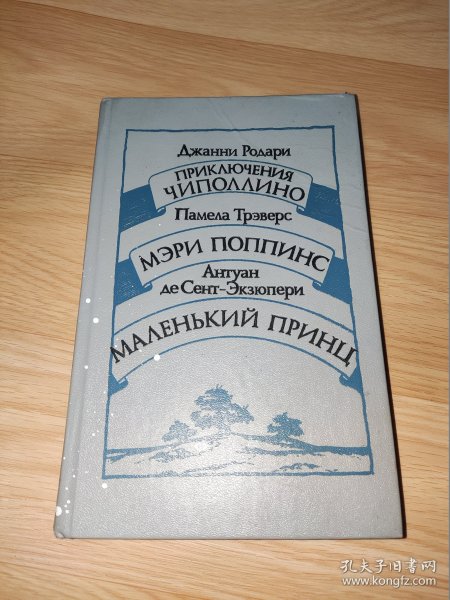 Джанни Родари
ПРИКЛЮЧЕНИЯ
ЧИПОЛЛИНО
Памела Трэверс
МЭРИ ПОППИНС
Антуан
де Сент-Экзюпери
МАЛЕНЬКИЙ ПРИНЦ
孔夫子旧书网
www.kongfz.com